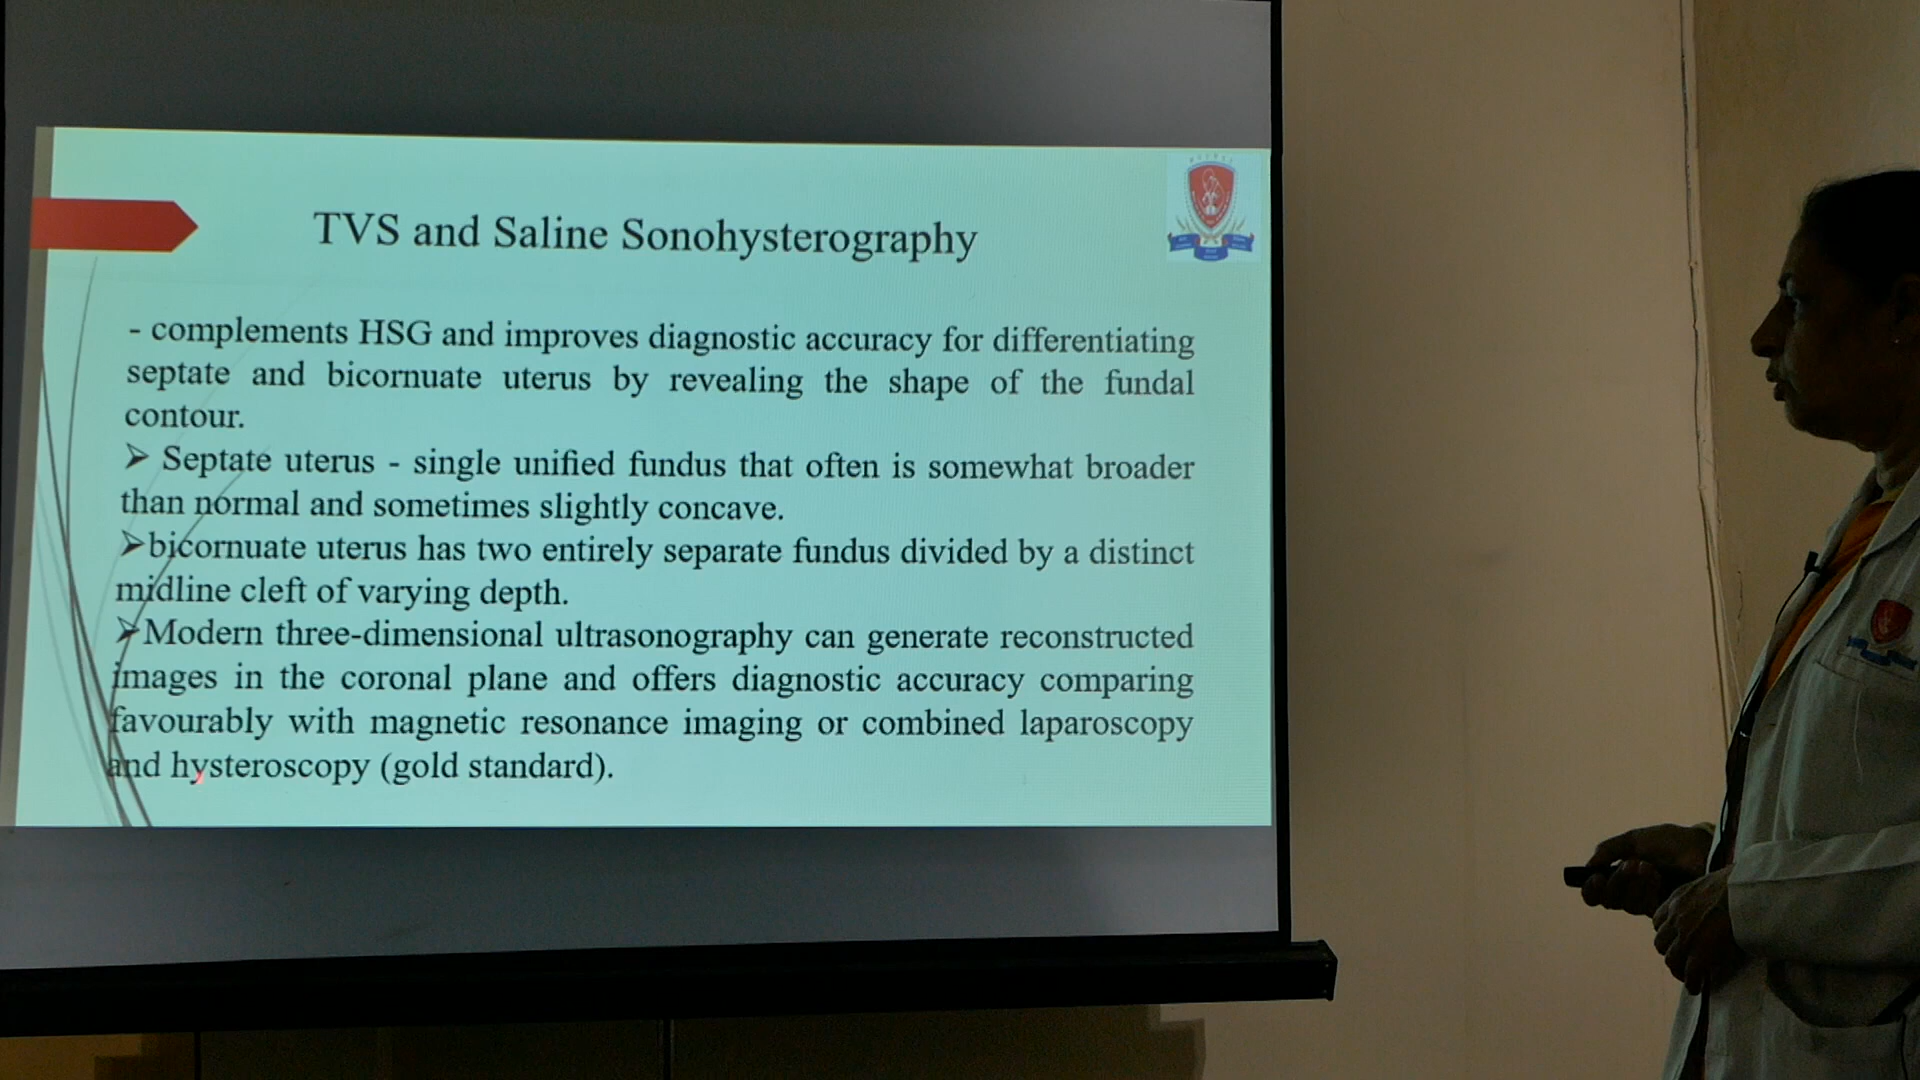 TVS and Saline Sonohysterography
- complements HSG and improves diagnostic accuracy for differentiating
septate and bicornuate uterus by revealing the shape of the fundal
contour.
➢ Septate uterus - single unified fundus that often is somewhat broader
than normal and sometimes slightly concave.
➢bicornuate uterus has two entirely separate fundus divided by a distinct
midline cleft of varying depth.
➢Modern three-dimensional ultrasonography can generate reconstructed
images in the coronal plane and offers diagnostic accuracy comparing
favourably with magnetic resonance imaging or combined laparoscopy
and hysteroscopy (gold standard).